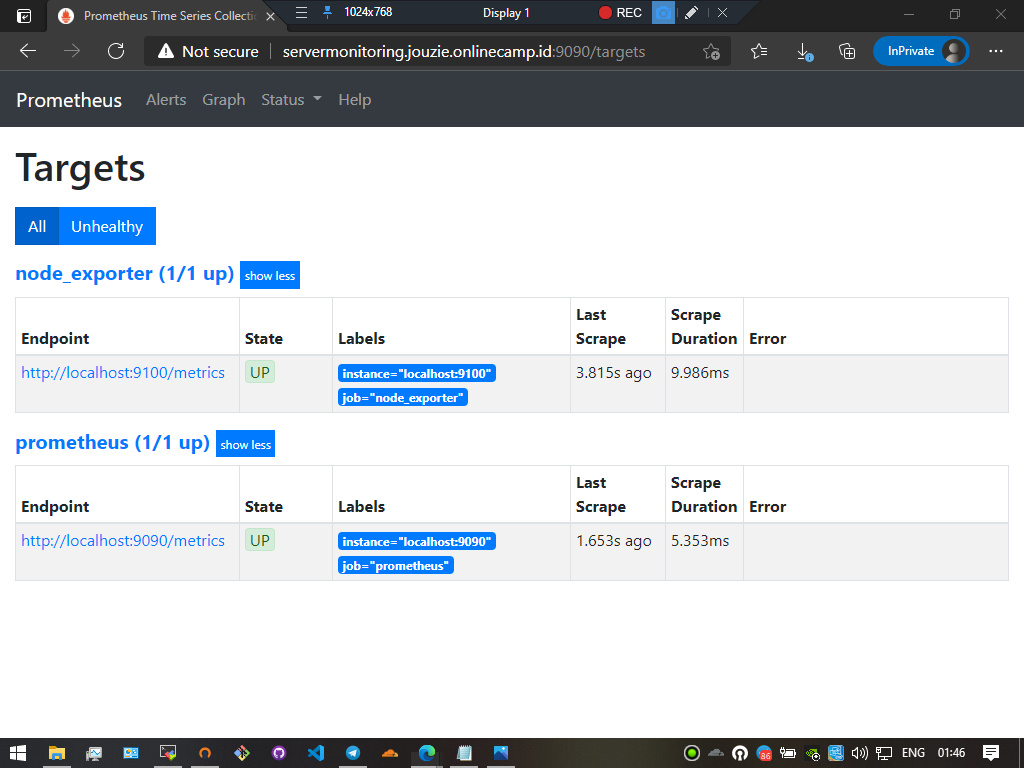 Prometheus Time Series Collecti
1024x768
Display 1
REC
Not secure
servermonitoring.jouzie.onlinecamp.id:9090/targets
InPrivate
Prometheus
Alerts
Graph
Status
Help
Targets
All
Unhealthy
node_exporter (1/1 up)
show less
Endpoint
State
Labels
Last Scrape
Scrape Duration
Error
http://localhost:9100/metrics
UP
instance="localhost:9100"
job="node_exporter"
3.815s ago
9.986ms
prometheus (1/1 up)
show less
Endpoint
State
Labels
Last Scrape
Scrape Duration
Error
http://localhost:9090/metrics
UP
instance="localhost:9090"
job="prometheus"
1.653s ago
5.353ms
86
ENG
01:46